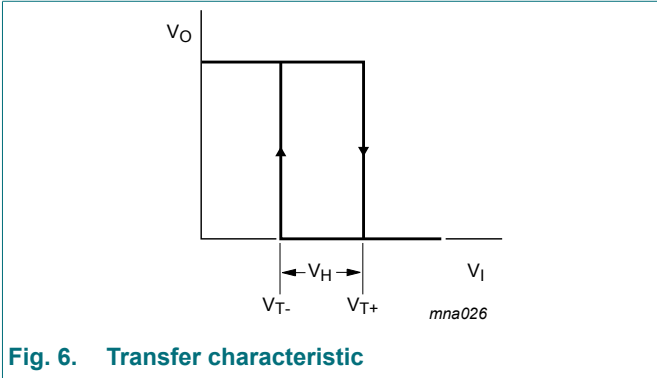 VO
VH
VI
VT-
VT+
mna026
Fig. 6. Transfer characteristic